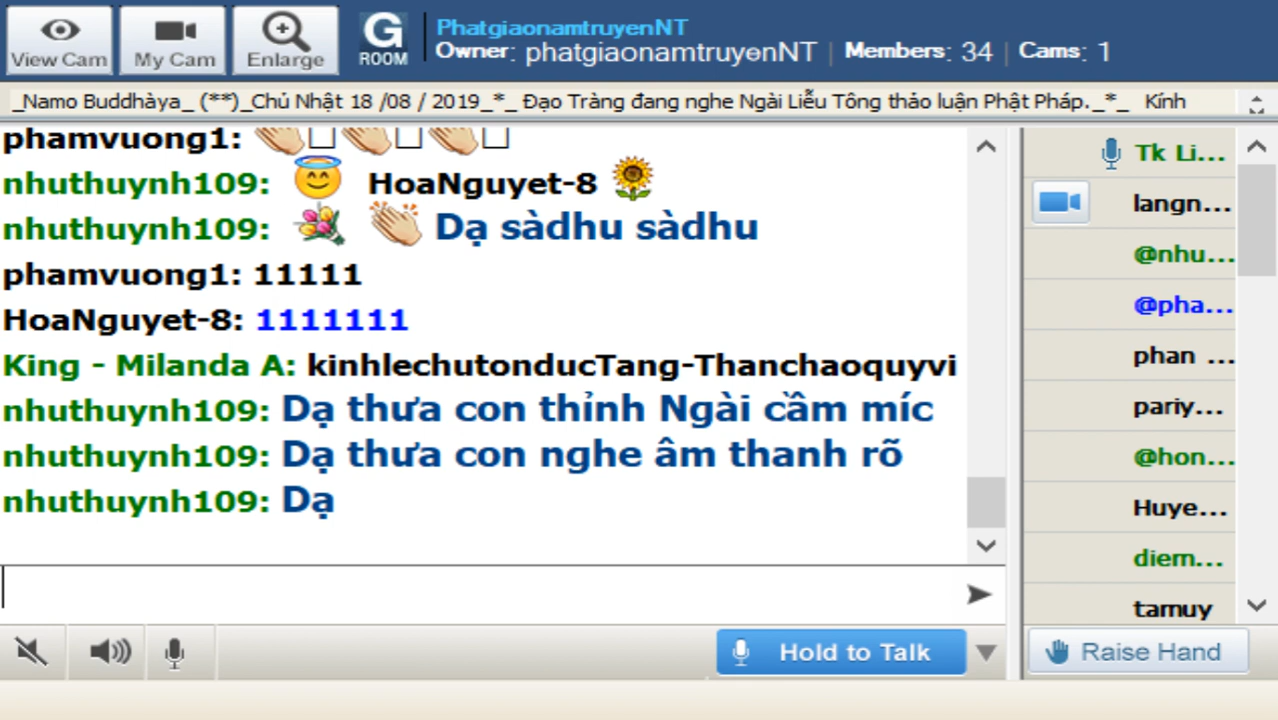 View Cam
My Cam
Enlarge
G
ROOM
PhatgiaonamtruyenNT
Owner: phatgiaonamtruyenNT | Members: 34 | Cams: 1
_Namo Buddhàya_ (**)_Chủ Nhật 18 /08 / 2019_*_ Đạo Tràng đang nghe Ngài Liễu Tông thảo luận Phật Pháp._*_ Kính
phamvuong1:
nhuthuynh109: HoaNguyet-8
nhuthuynh109: Dạ sàdhu sàdhu
phamvuong1: 11111
HoaNguyet-8: 1111111
King - Milanda A: kinhlechutonducTang-Thanchaoquyvi
nhuthuynh109: Dạ thưa con thỉnh Ngài cầm míc
nhuthuynh109: Dạ thưa con nghe âm thanh rõ
nhuthuynh109: Dạ
Tk Li...
langn...
@nhu...
@pha...
phan ...
pariy...
@hon...
Huye...
diem...
tamuy
Hold to Talk
Raise Hand